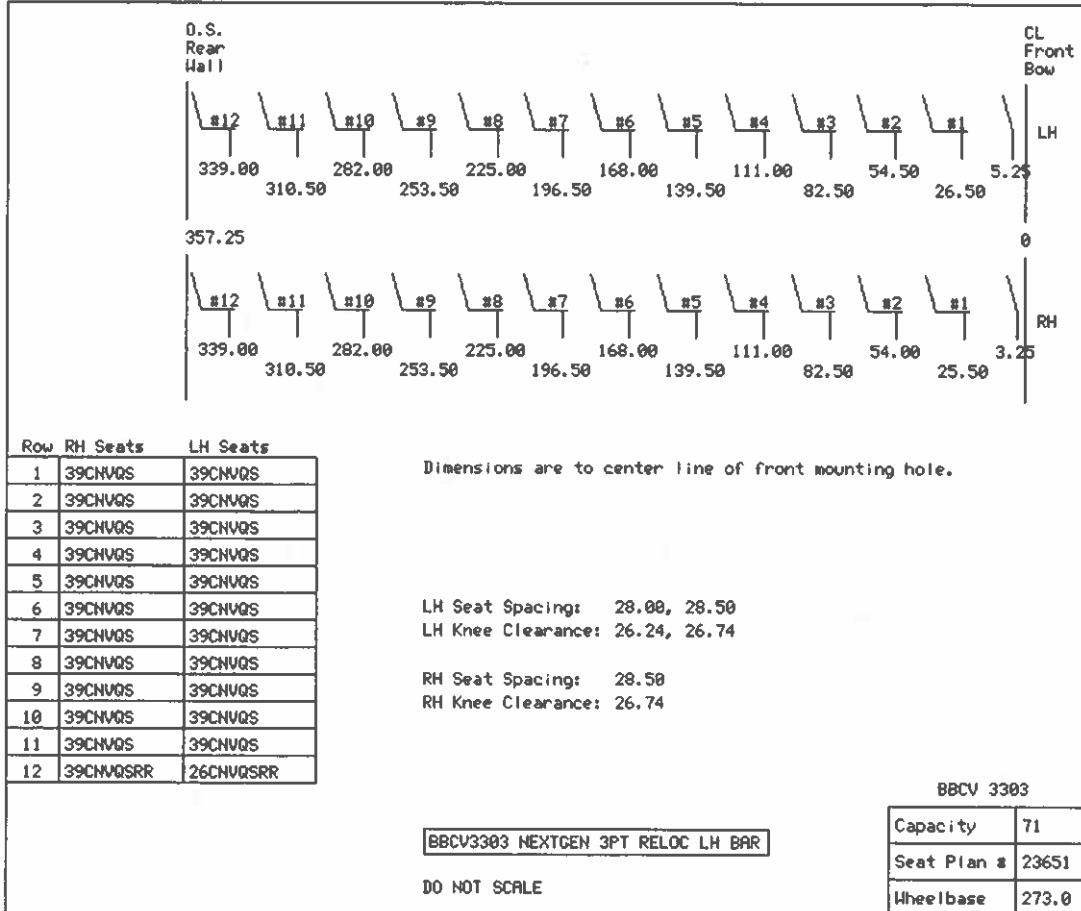 O.S.
Rear
Wall
CL
Front
Bow
#12 #11 #10 #9 #8 #7 #6 #5 #4 #3 #2 #1 LH
339.00 282.00 225.00 168.00 111.00 54.50 5.25
310.50 253.50 196.50 139.50 82.50 26.50
357.25 0
#12 #11 #10 #9 #8 #7 #6 #5 #4 #3 #2 #1 RH
339.00 282.00 225.00 168.00 111.00 54.00 3.25
310.50 253.50 196.50 139.50 82.50 25.50
Row RH Seats LH Seats
1 39CNVQS 39CNVQS
2 39CNVQS 39CNVQS
3 39CNVQS 39CNVQS
4 39CNVQS 39CNVQS
5 39CNVQS 39CNVQS
6 39CNVQS 39CNVQS
7 39CNVQS 39CNVQS
8 39CNVQS 39CNVQS
9 39CNVQS 39CNVQS
10 39CNVQS 39CNVQS
11 39CNVQS 39CNVQS
12 39CNVQSRR 26CNVQSRR
Dimensions are to center line of front mounting hole.
LH Seat Spacing: 28.00, 28.50
LH Knee Clearance: 26.24, 26.74
RH Seat Spacing: 28.50
RH Knee Clearance: 26.74
BBCV3303 NEXTGEN 3PT RELOC LH BAR
DO NOT SCALE
BBCV 3303
Capacity 71
Seat Plan # 23651
Wheelbase 273.0